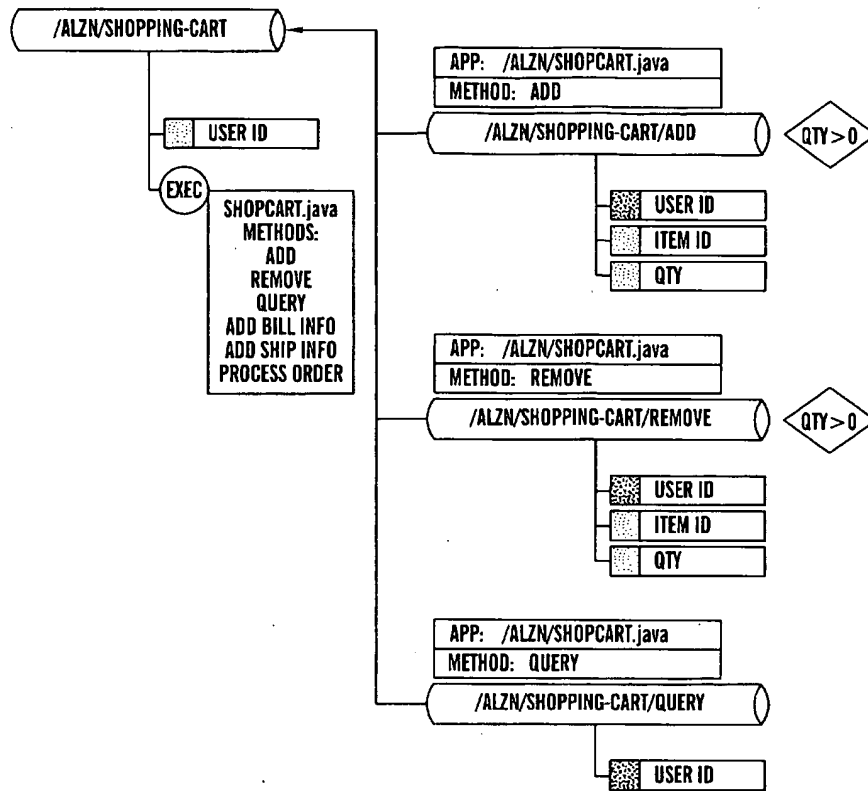 /ALZN/SHOPPING-CART
USER ID
EXEC
SHOPCART.java
METHODS:
ADD
REMOVE
QUERY
ADD BILL INFO
ADD SHIP INFO
PROCESS ORDER
APP: /ALZN/SHOPCART.java
METHOD: ADD
/ALZN/SHOPPING-CART/ADD
QTY>0
USER ID
ITEM ID
QTY
APP: /ALZN/SHOPCART.java
METHOD: REMOVE
/ALZN/SHOPPING-CART/REMOVE
QTY>0
USER ID
ITEM ID
QTY
APP: /ALZN/SHOPCART.java
METHOD: QUERY
/ALZN/SHOPPING-CART/QUERY
USER ID